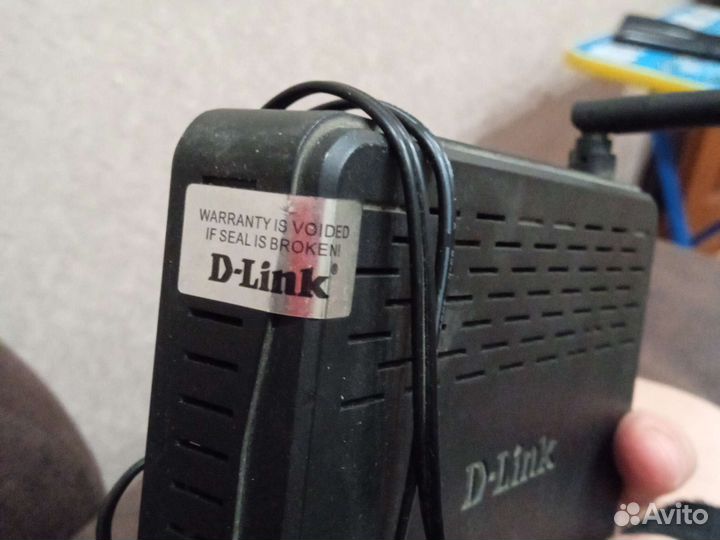 WARRANTY IS VOIDED
IF SEAL IS BROKEN!
D-Link®
D-Link
Avito